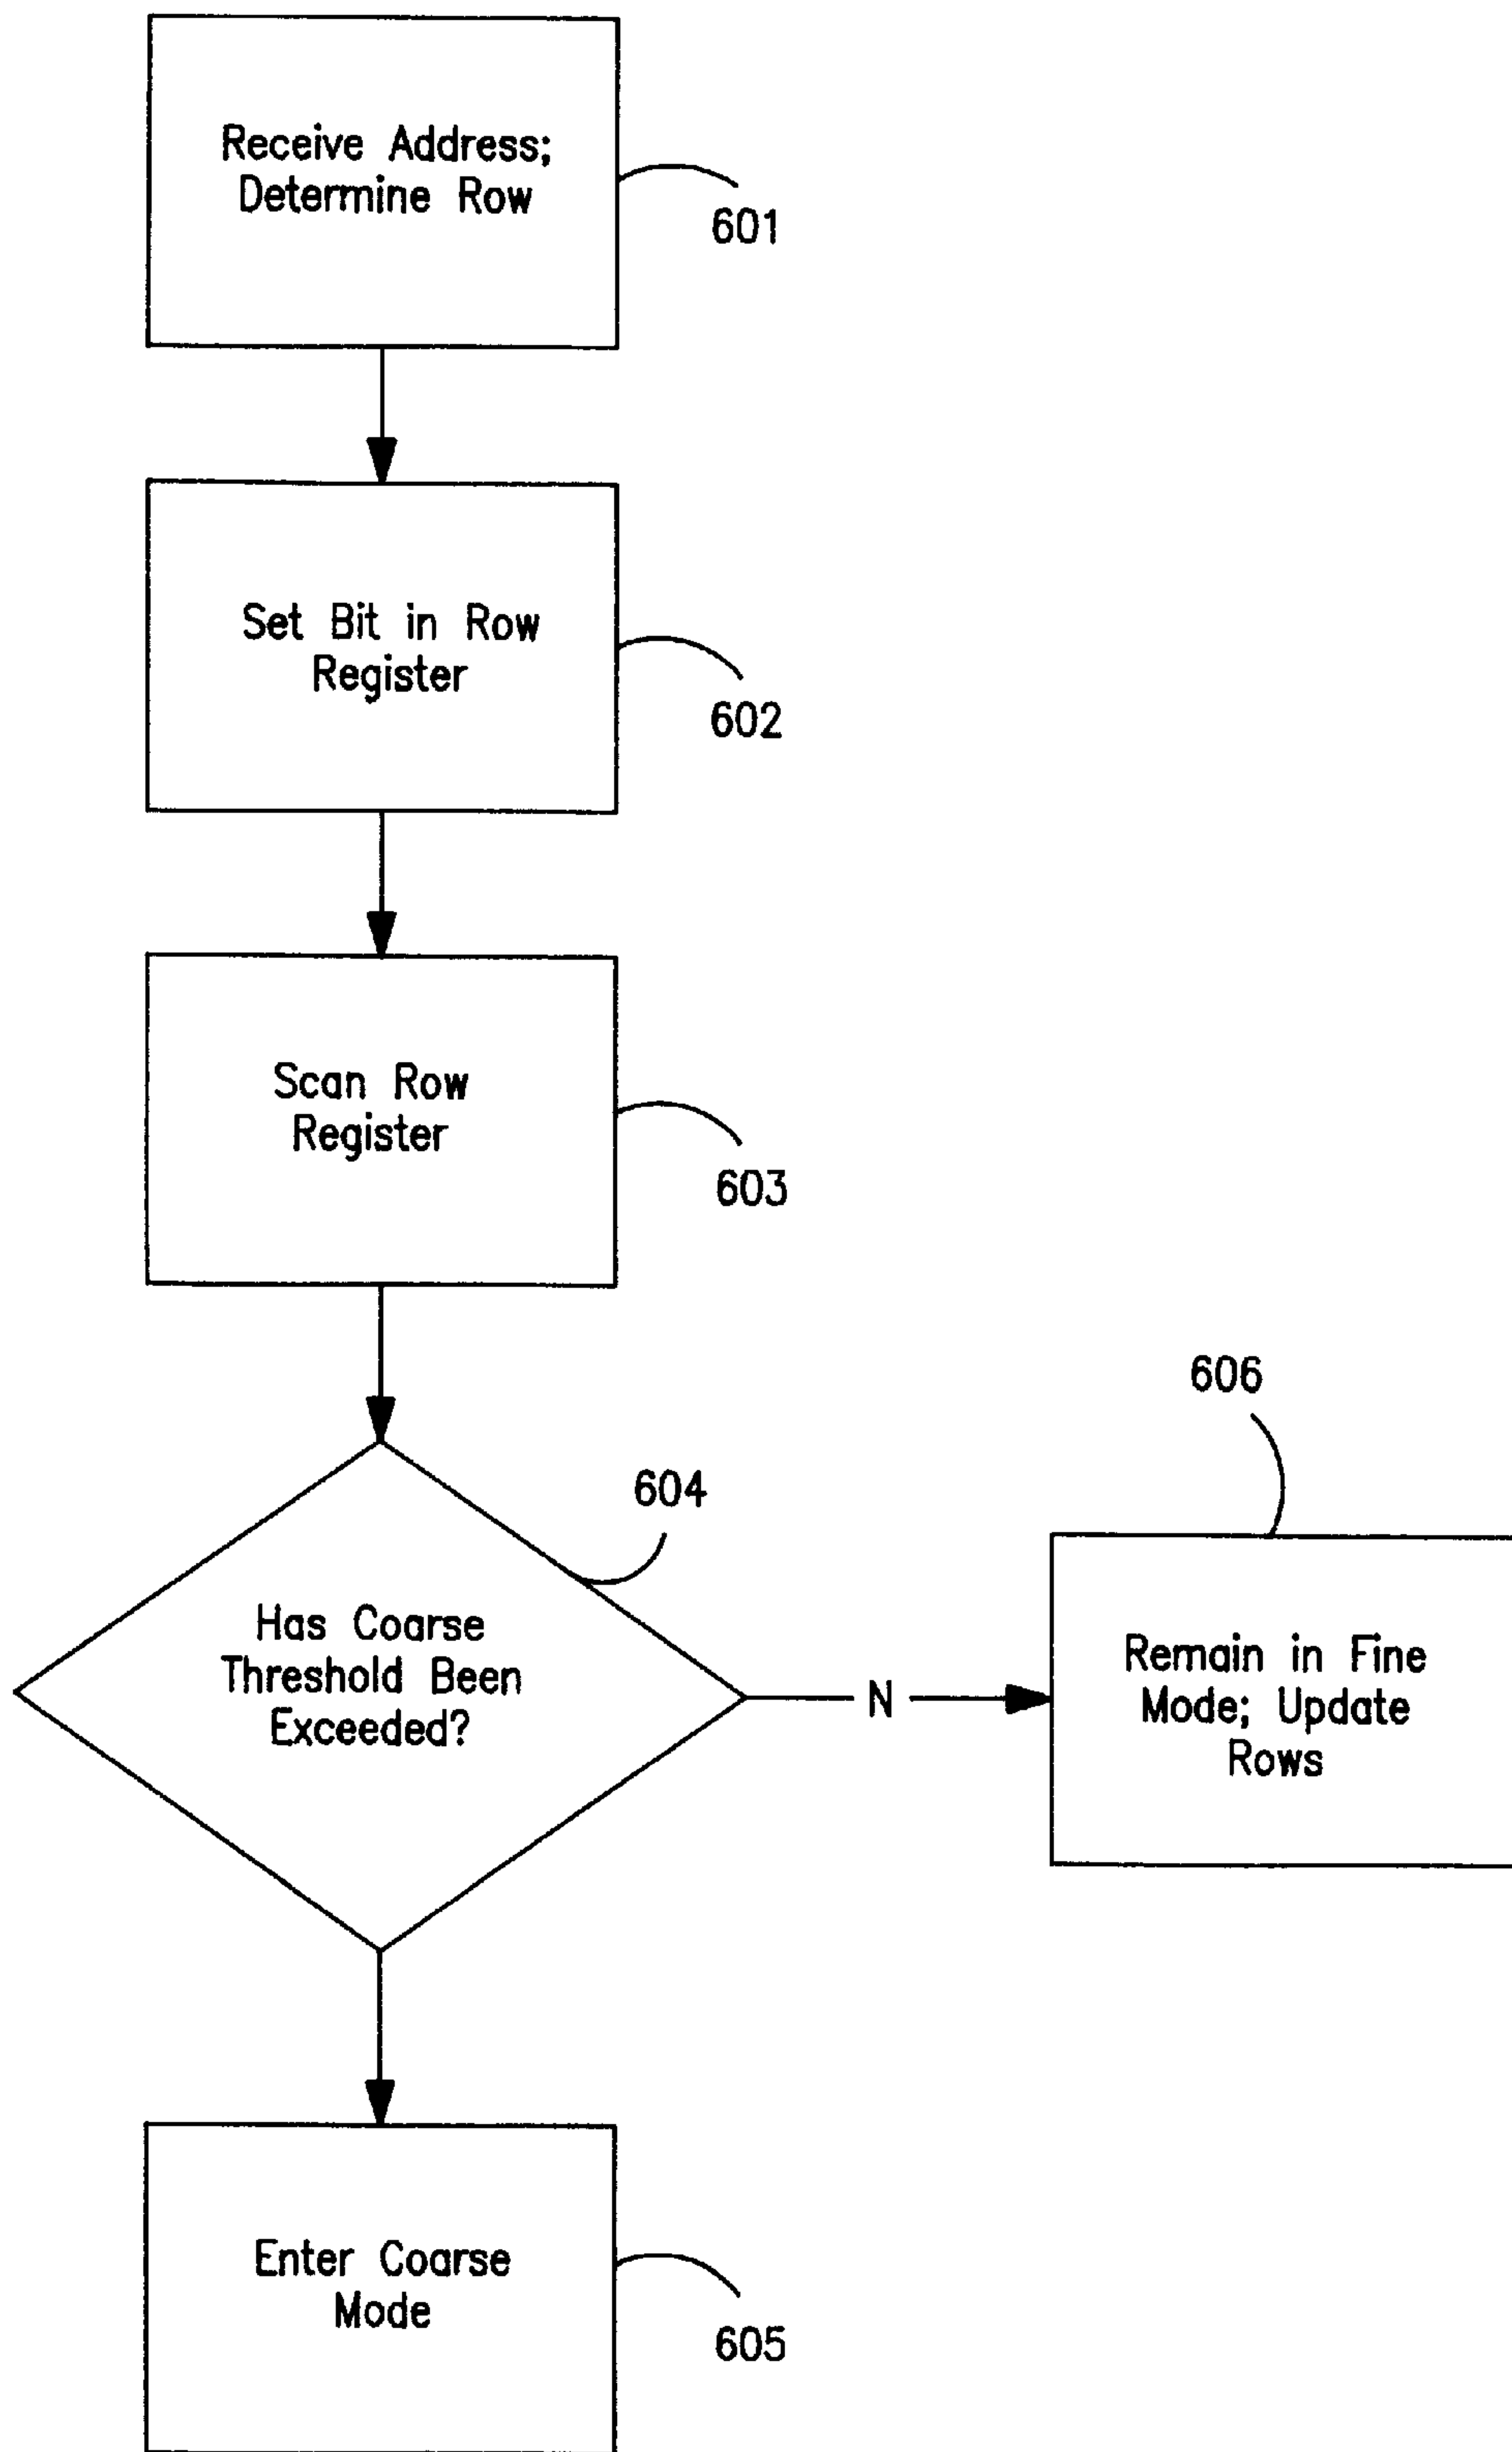 Receive Address;
Determine Row
601
Set Bit in Row
Register
602
Scan Row
Register
603
604
Has Coarse
Threshold Been
Exceeded?
N
606
Remain in Fine
Mode; Update
Rows
Enter Coarse
Mode
605